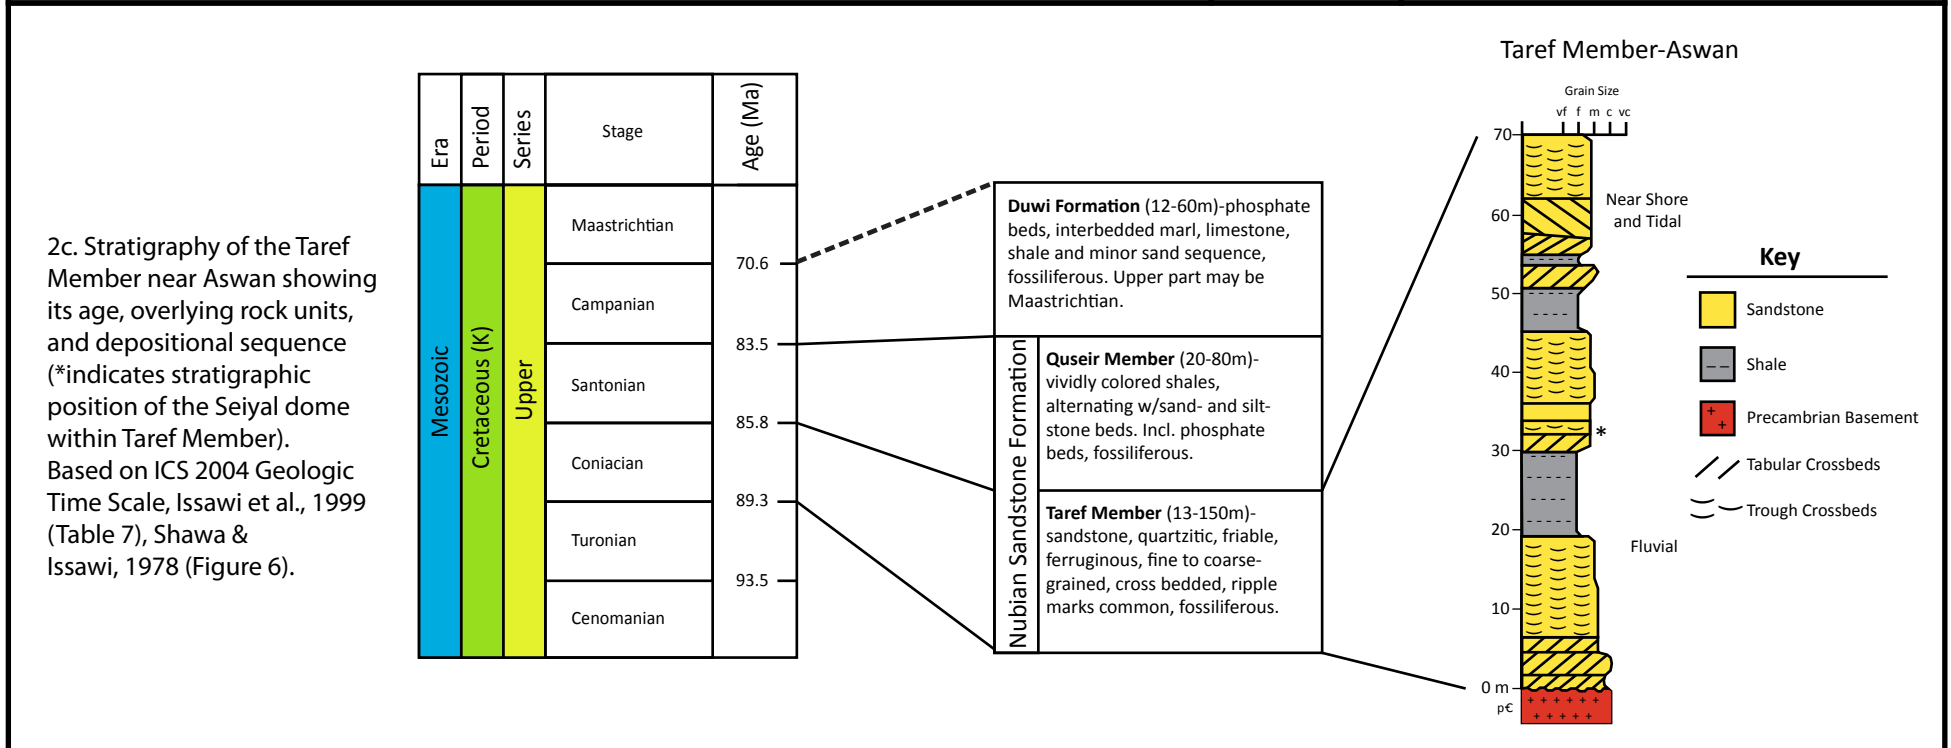 2c. Stratigraphy of the Taref
Member near Aswan showing
its age, overlying rock units,
and depositional sequence
(*indicates stratigraphic
position of the Seiyal dome
within Taref Member).
Based on ICS 2004 Geologic
Time Scale, Issawi et al., 1999
(Table 7), Shawa &
Issawi, 1978 (Figure 6).
Era
Period
Series
Stage
Age (Ma)
Mesozoic
Cretaceous (K)
Upper
Maastrichtian
70.6
Campanian
83.5
Santonian
85.8
Coniacian
89.3
Turonian
93.5
Cenomanian
Duwi Formation (12-60m)-phosphate
beds, interbedded marl, limestone,
shale and minor sand sequence,
fossiliferous. Upper part may be
Maastrichtian.
Nubian Sandstone Formation
Quseir Member (20-80m)-
vividly colored shales,
alternating w/sand- and silt-
stone beds. Incl. phosphate
beds, fossiliferous.
Taref Member (13-150m)-
sandstone, quartzitic, friable,
ferruginous, fine to coarse-
grained, cross bedded, ripple
marks common, fossiliferous.
Taref Member-Aswan
Grain Size
vf f m c vc
70
60
50
40
30
20
10
0 m
p€
Near Shore
and Tidal
*
Fluvial
Key
Sandstone
Shale
Precambrian Basement
Tabular Crossbeds
Trough Crossbeds